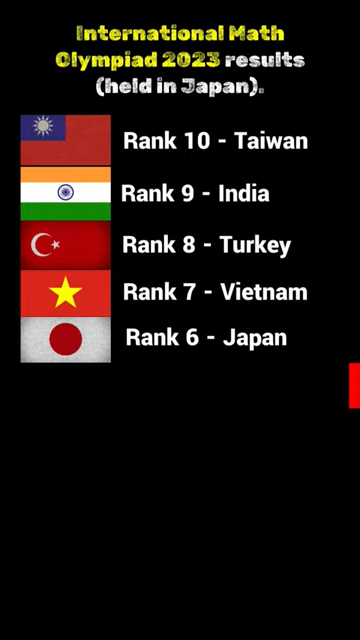 International Math
Olympiad 2023 results
(held in Japan).
Rank 10 - Taiwan
Rank 9 - India
Rank 8 - Turkey
Rank 7 - Vietnam
Rank 6 - Japan